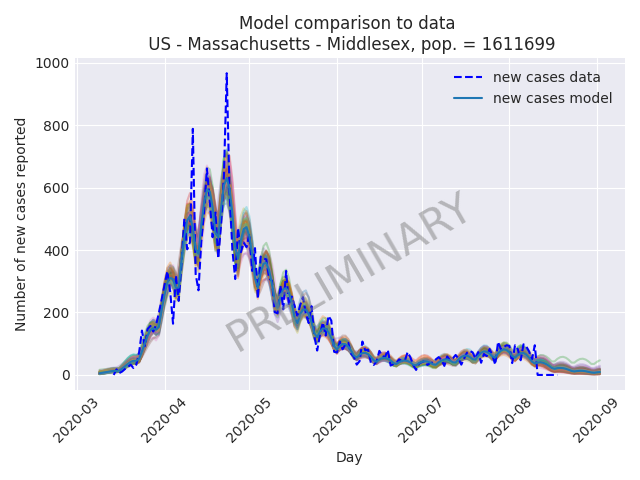 Model comparison to data
US - Massachusetts - Middlesex, pop. = 1611699
new cases data
new cases model
Number of new cases reported
1000
800
600
400
200
0
PRELIMINARY
2020-03
2020-04
2020-05
2020-06
2020-07
2020-08
2020-09
Day